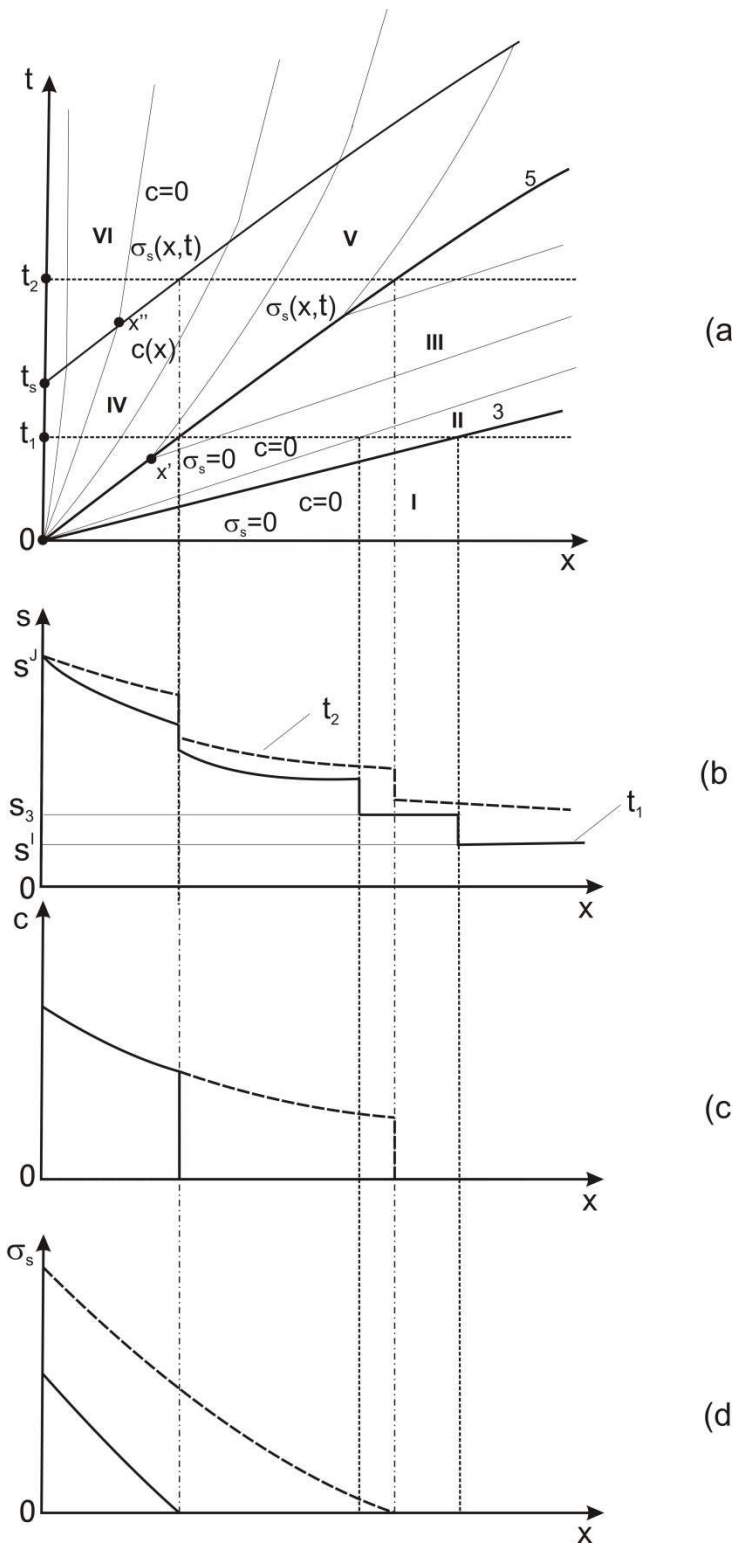 t
5
c=0
VI
V
σₛ(x,t)
t₂
σₛ(x,t)
(a
x''
c(x)
III
tₛ
IV
3
t₁
II
c=0
x'
σₛ=0
c=0
I
σₛ=0
0
x
s
sᴶ
t₂
(b
s₃
t₁
sᴵ
0
x
c
(c
0
x
σₛ
(d
0
x